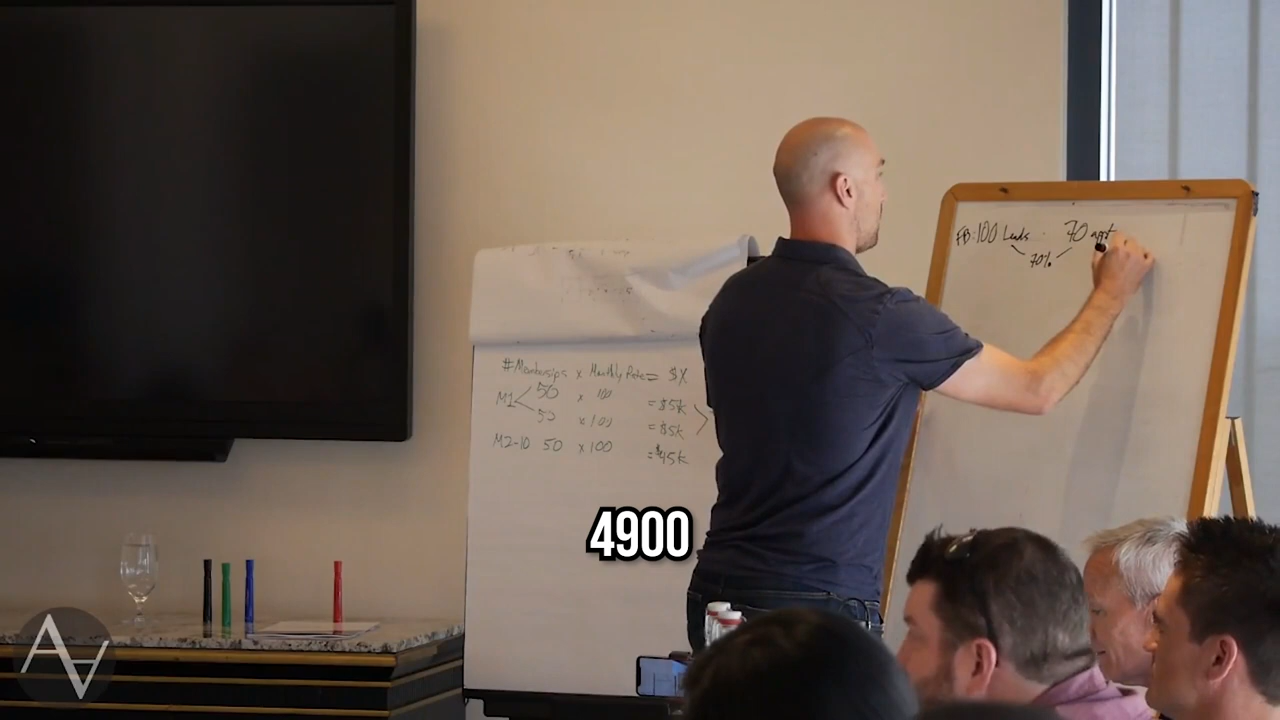 #Memberships x Monthly Rate = $X
M1 50 x 100 = $5k
50 x 100 = $5k
M2-10 50 x 100 = $45k
FB: 100 Leads 70 appt
70%
4900